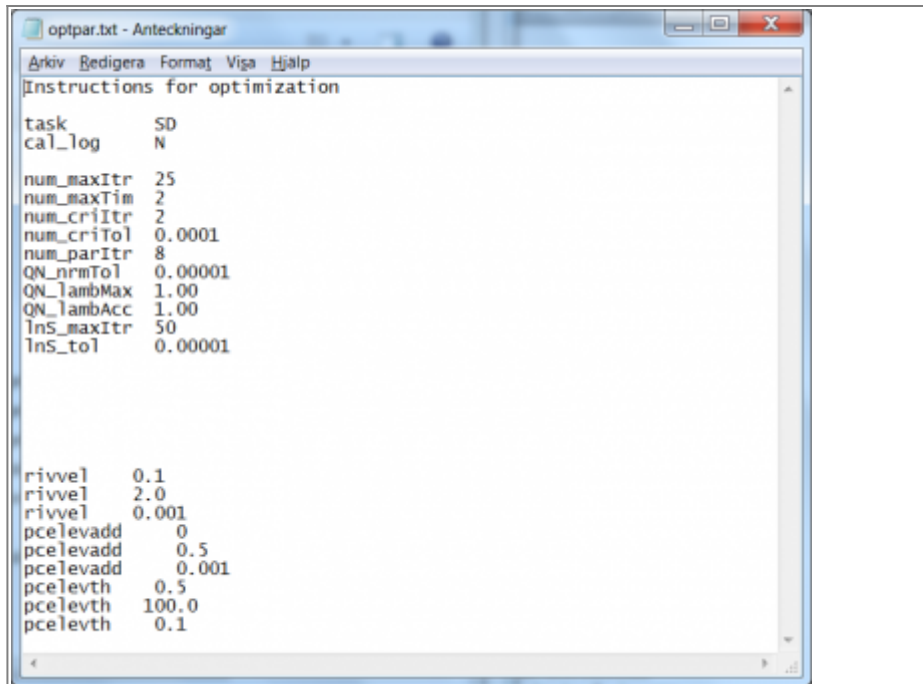 optpar.txt - Anteckningar
Arkiv Redigera Format Visa Hjälp
Instructions for optimization
task SD
cal_log N
num_maxItr 25
num_maxTim 2
num_criItr 2
num_criTol 0.0001
num_parItr 8
QN_nrmTol 0.00001
QN_lambMax 1.00
QN_lambAcc 1.00
lnS_maxItr 50
lnS_tol 0.00001
rivvel 0.1
rivvel 2.0
rivvel 0.001
pcelevadd 0
pcelevadd 0.5
pcelevadd 0.001
pcelevth 0.5
pcelevth 100.0
pcelevth 0.1